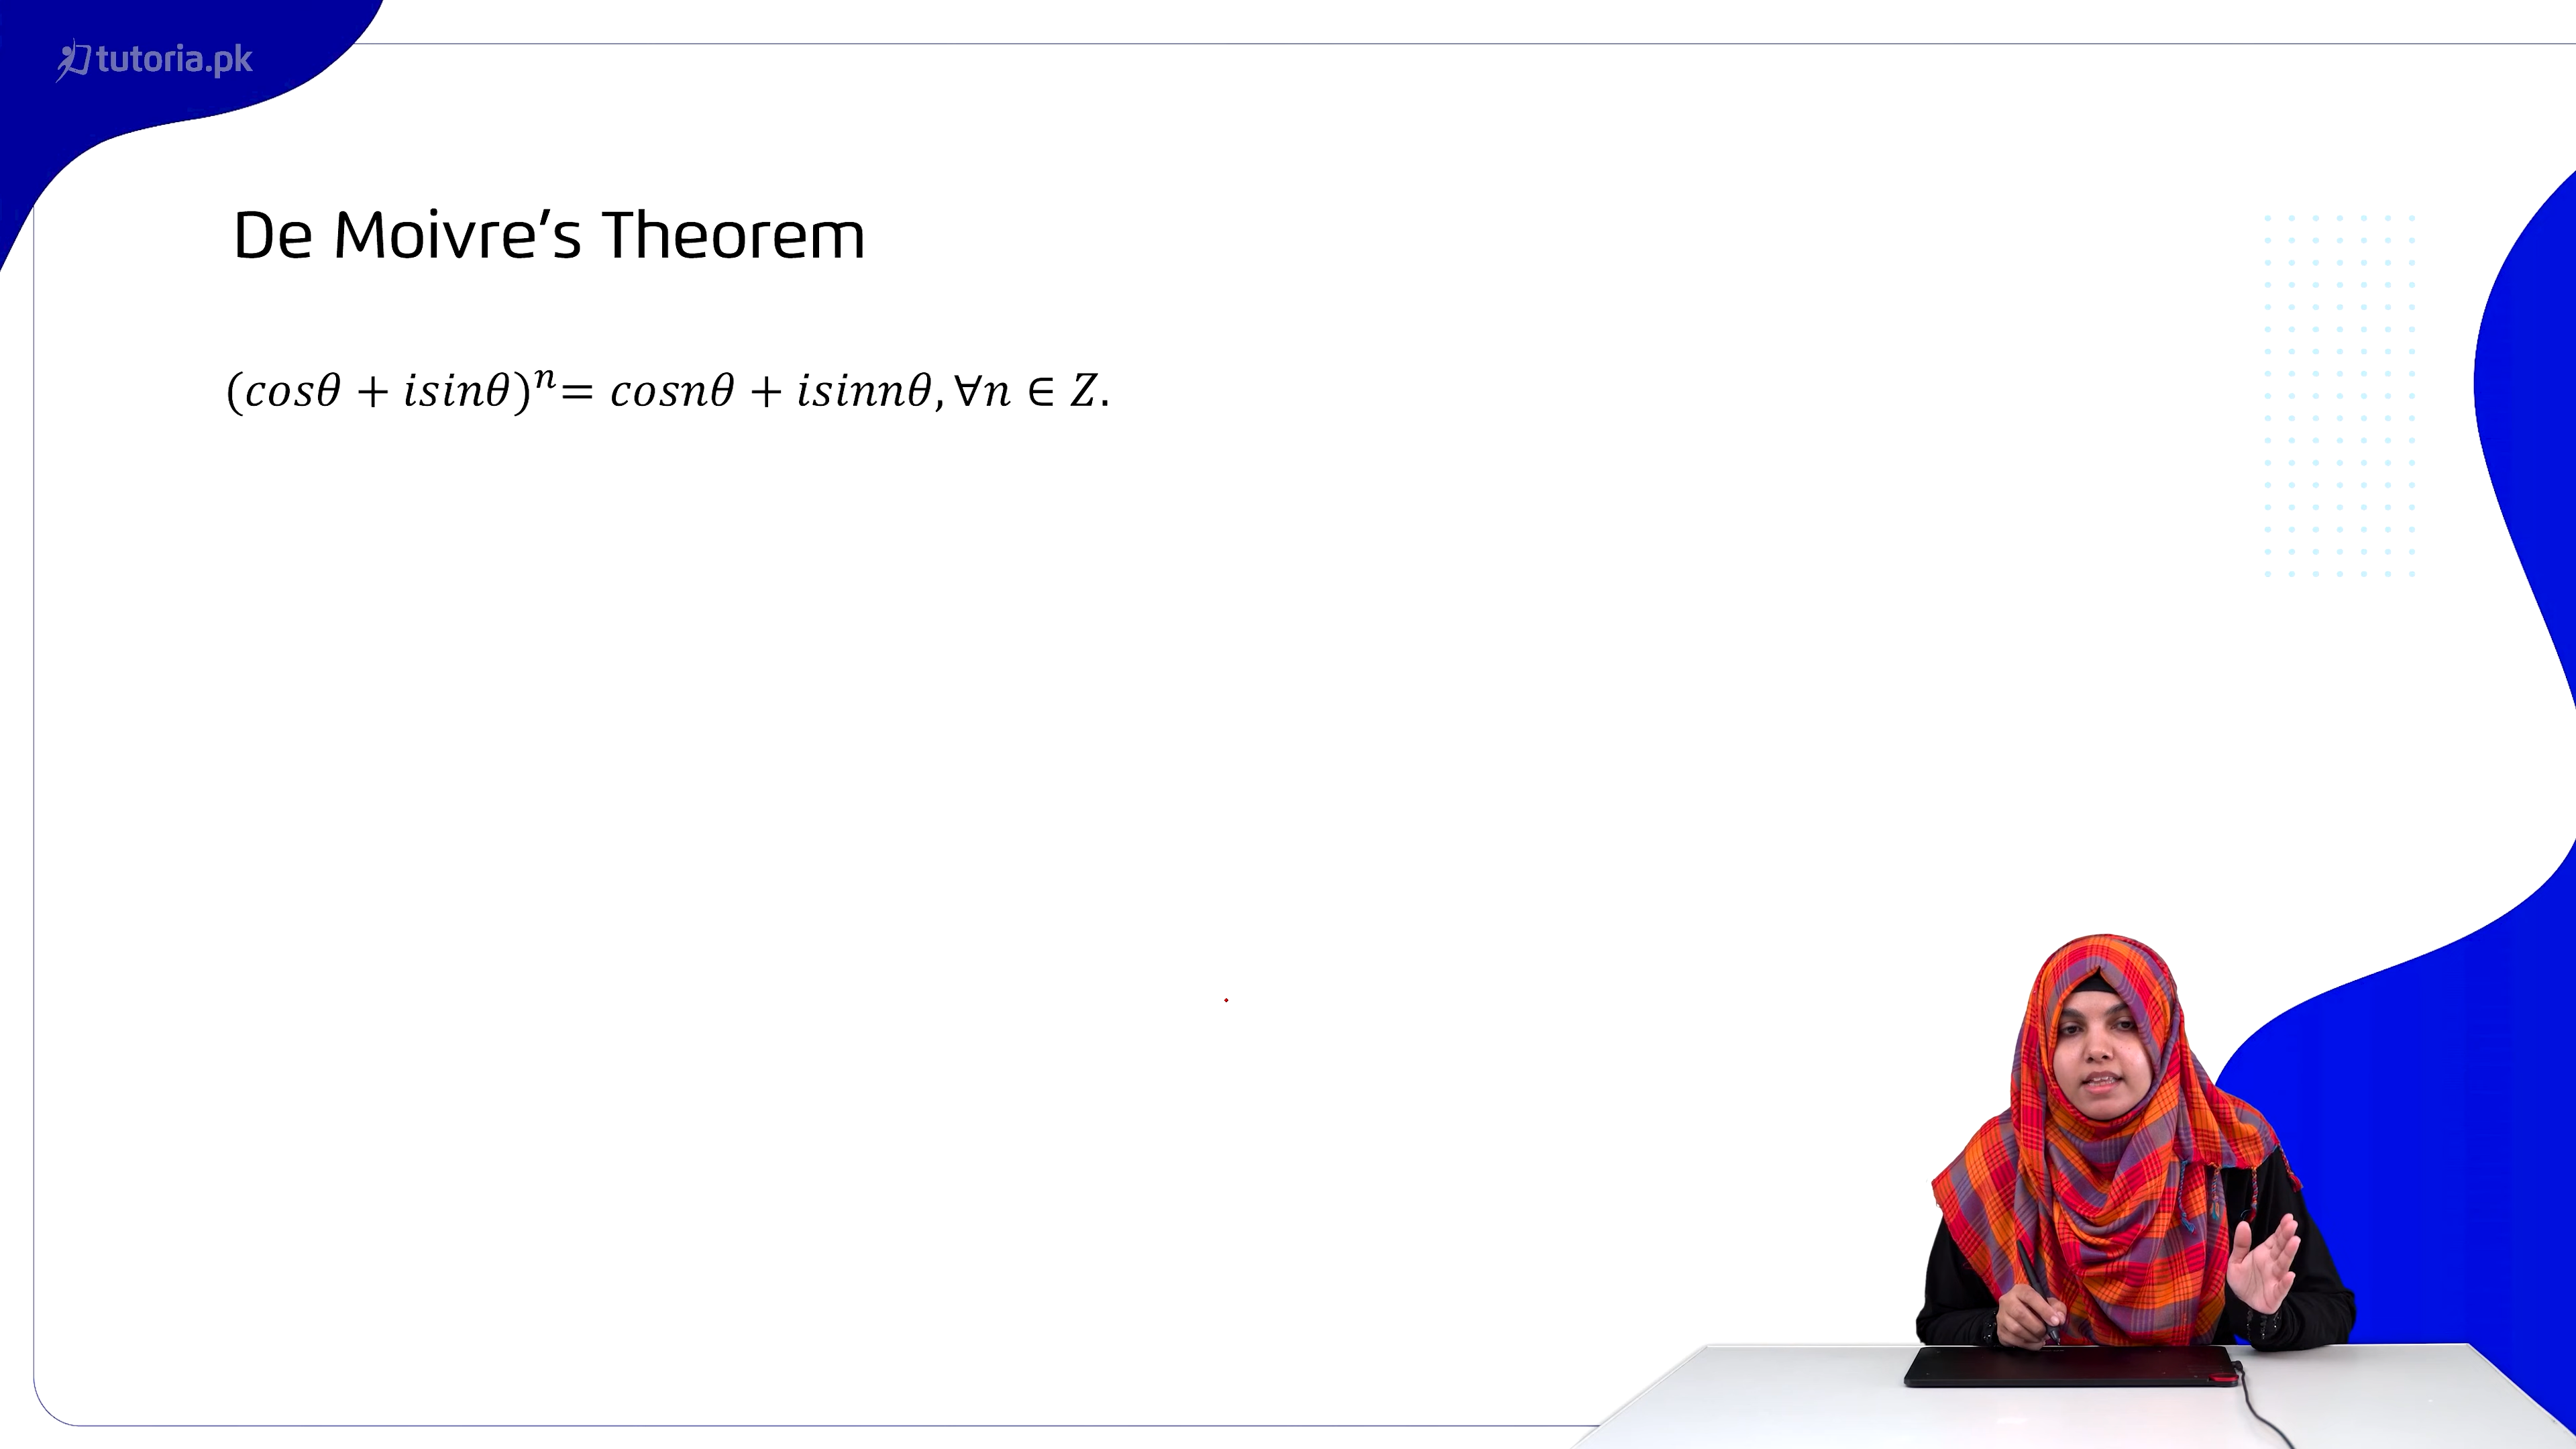 tutoria.pk
De Moivre's Theorem
(cosθ + isinθ)ⁿ= cosnθ + isinnθ, ∀n ∈ Z.